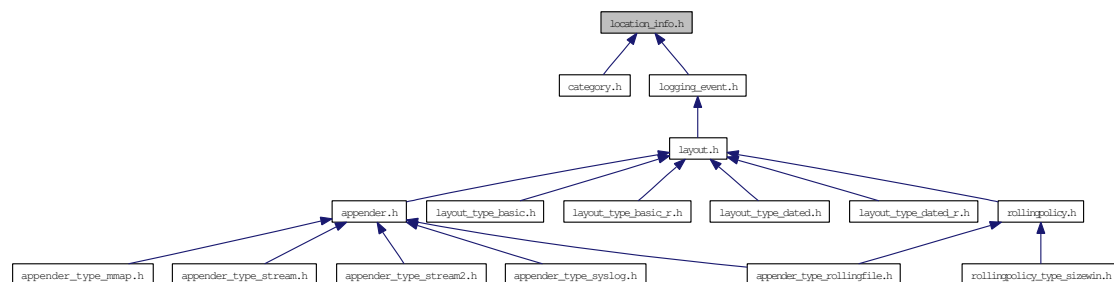 location_info.h
category.h
logging_event.h
layout.h
appender.h
layout_type_basic.h
layout_type_basic_r.h
layout_type_dated.h
layout_type_dated_r.h
rollingpolicy.h
appender_type_mmap.h
appender_type_stream.h
appender_type_stream2.h
appender_type_syslog.h
appender_type_rollingfile.h
rollingpolicy_type_sizewin.h